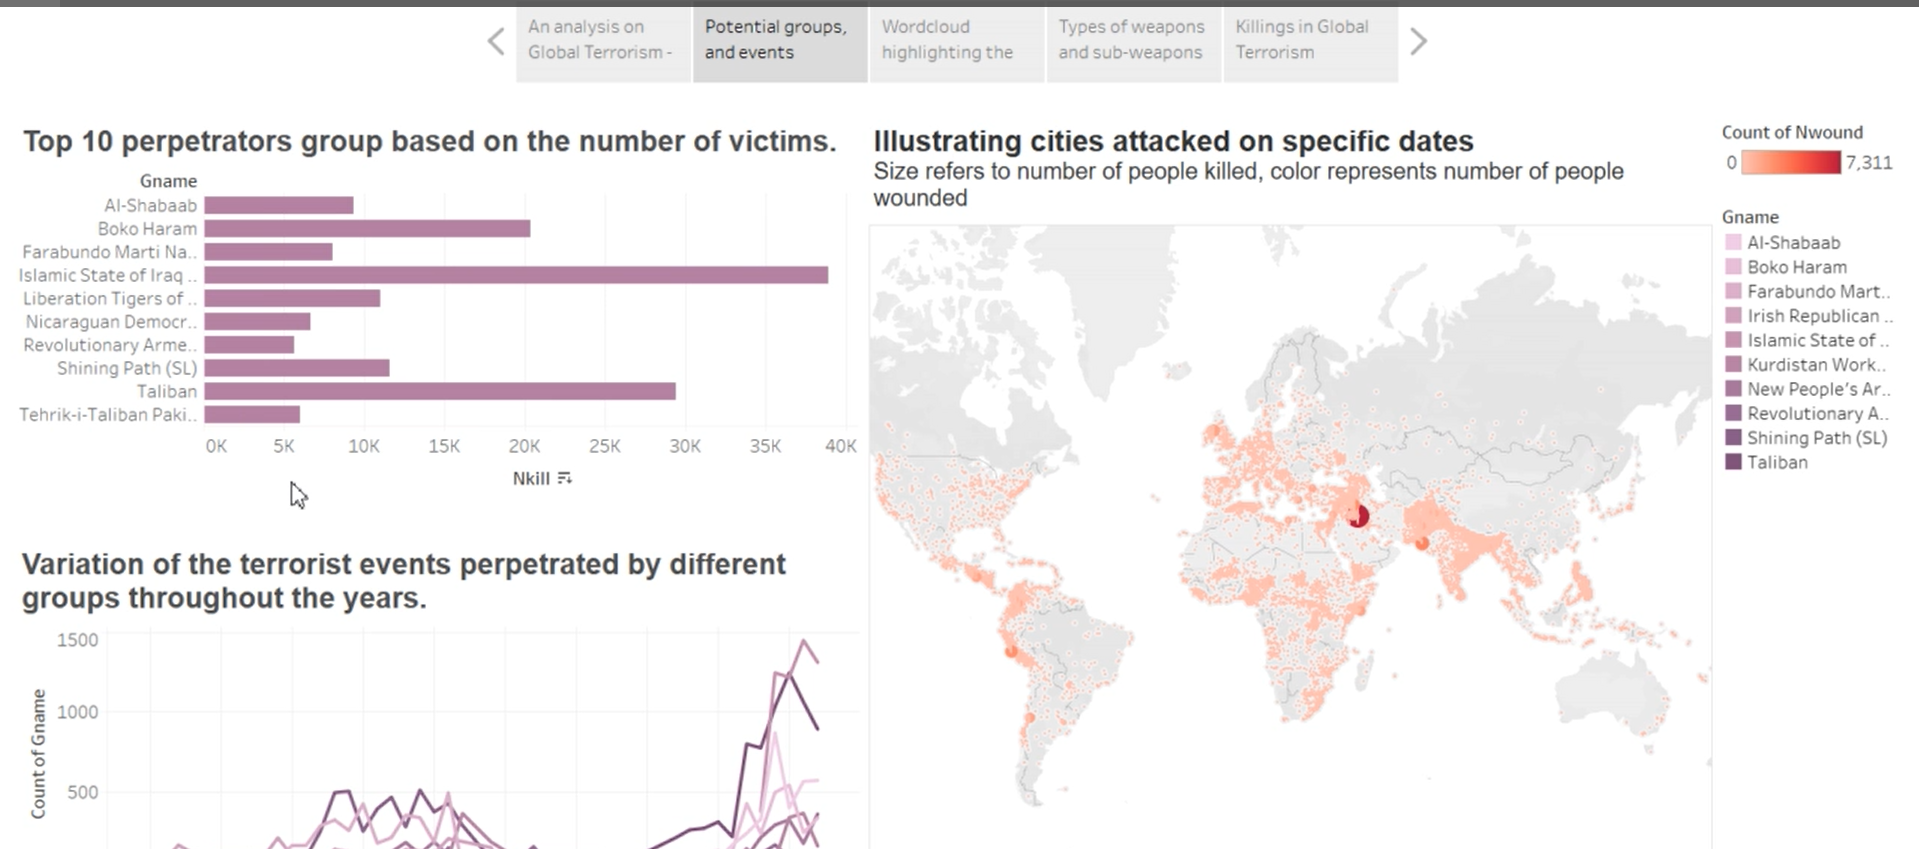 An analysis on
Global Terrorism -
Potential groups,
and events
Wordcloud
highlighting the
Types of weapons
and sub-weapons
Killings in Global
Terrorism
Top 10 perpetrators group based on the number of victims.
Gname
Al-Shabaab
Boko Haram
Farabundo Marti Na..
Islamic State of Iraq ..
Liberation Tigers of ..
Nicaraguan Democr..
Revolutionary Arme..
Shining Path (SL)
Taliban
Tehrik-i-Taliban Paki..
0K 5K 10K 15K 20K 25K 30K 35K 40K
Nkill
Variation of the terrorist events perpetrated by different
groups throughout the years.
1500
1000
500
Count of Gname
Illustrating cities attacked on specific dates
Size refers to number of people killed, color represents number of people
wounded
Count of Nwound
0 7,311
Gname
Al-Shabaab
Boko Haram
Farabundo Mart..
Irish Republican ..
Islamic State of ..
Kurdistan Work..
New People's Ar..
Revolutionary A..
Shining Path (SL)
Taliban